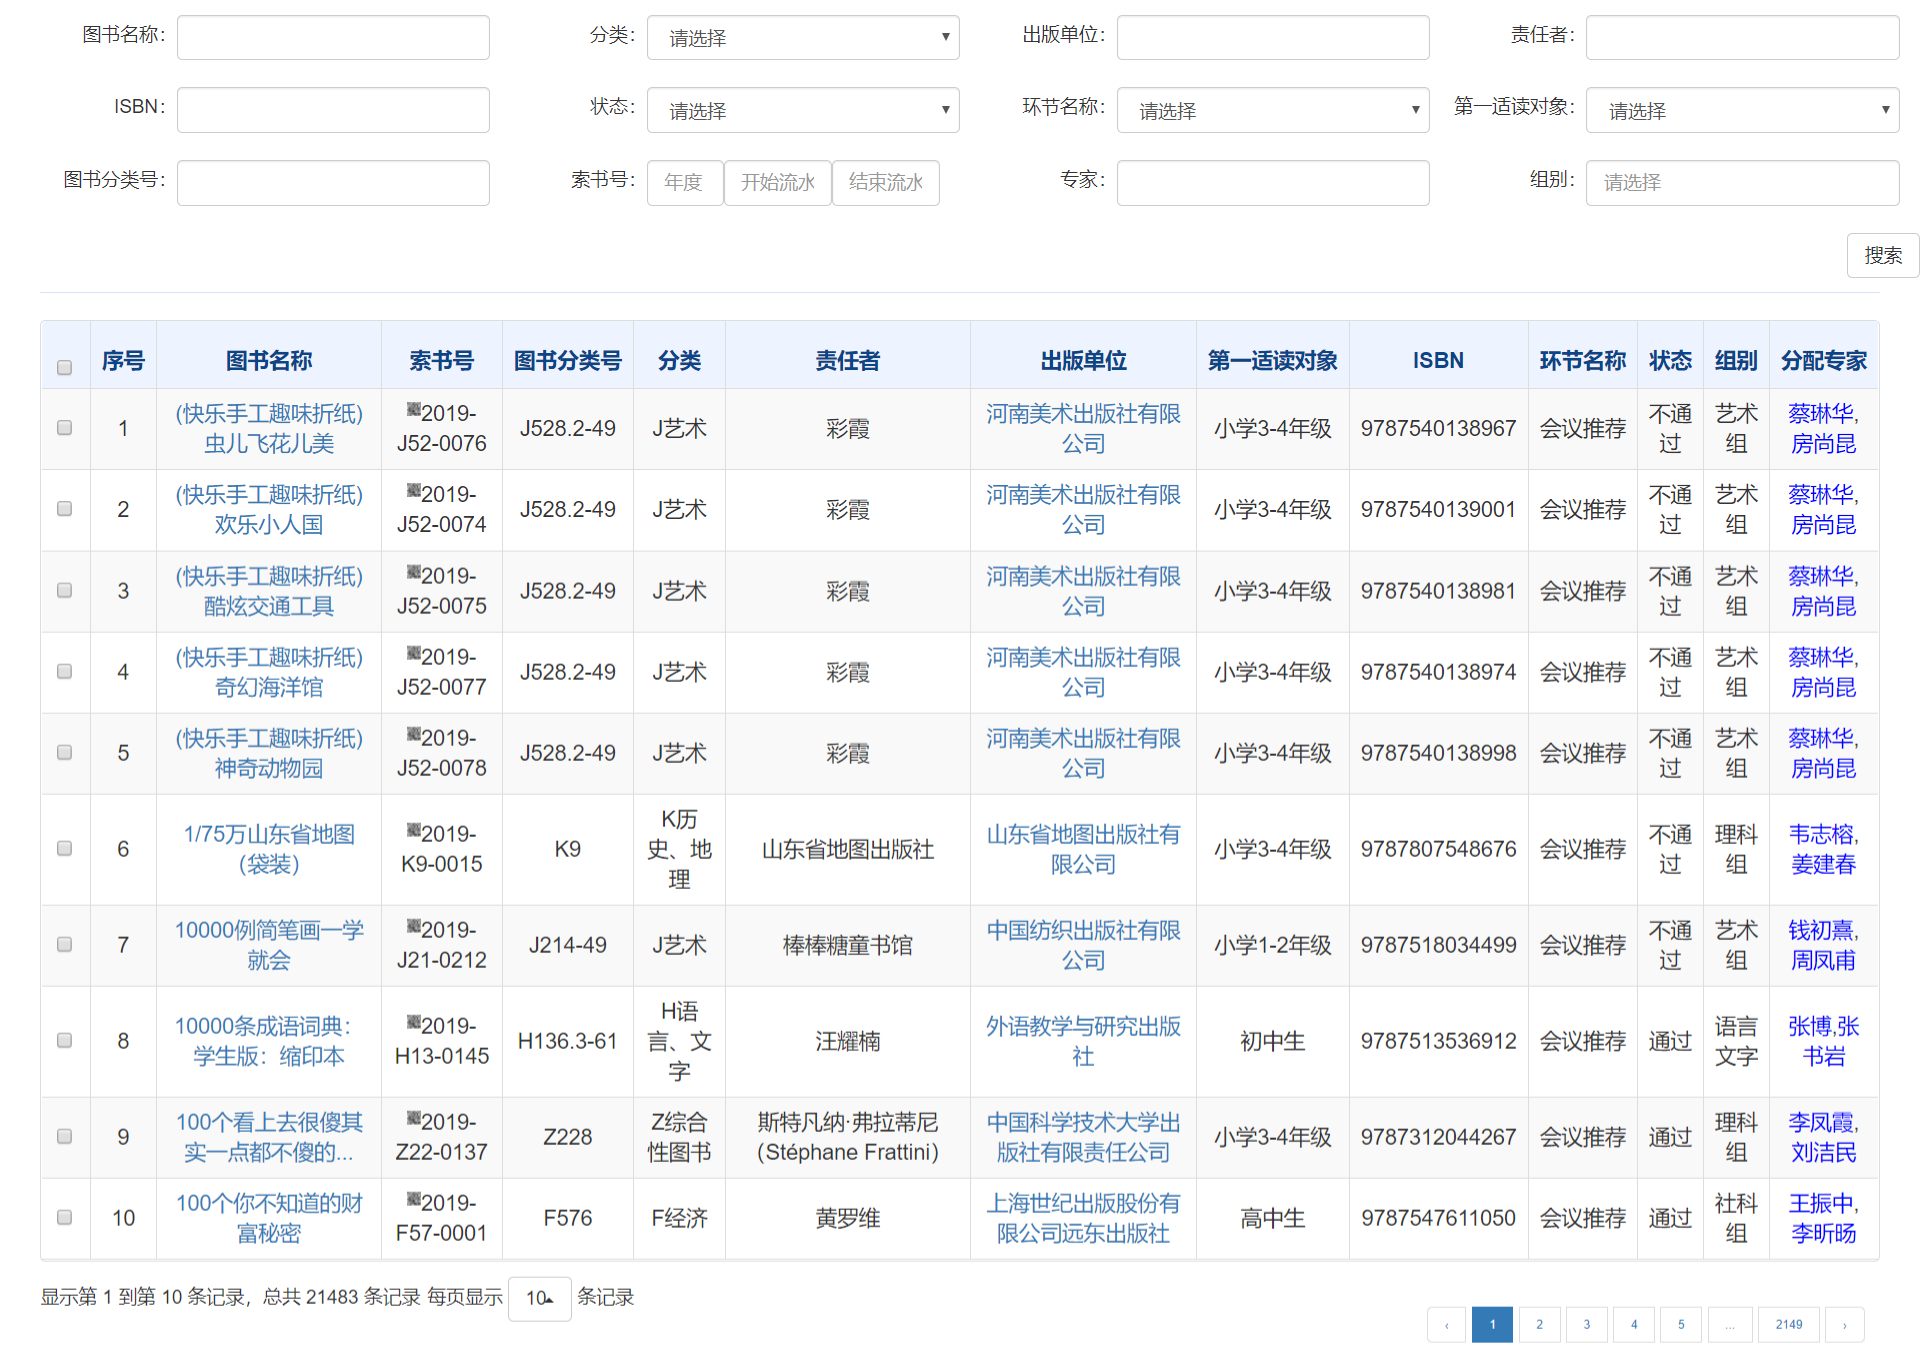 图书名称： 分类： 请选择 出版单位： 责任者：
ISBN： 状态： 请选择 环节名称： 请选择 第一适读对象： 请选择
图书分类号： 索书号： 年度 开始流水 结束流水 专家： 组别： 请选择
搜索
序号 图书名称 索书号 图书分类号 分类 责任者 出版单位 第一适读对象 ISBN 环节名称 状态 组别 分配专家
1 (快乐手工趣味折纸)虫儿飞花儿美 2019-J52-0076 J528.2-49 J艺术 彩霞 河南美术出版社有限公司 小学3-4年级 9787540138967 会议推荐 不通过 艺术组 蔡琳华,房尚昆
2 (快乐手工趣味折纸)欢乐小人国 2019-J52-0074 J528.2-49 J艺术 彩霞 河南美术出版社有限公司 小学3-4年级 9787540139001 会议推荐 不通过 艺术组 蔡琳华,房尚昆
3 (快乐手工趣味折纸)酷炫交通工具 2019-J52-0075 J528.2-49 J艺术 彩霞 河南美术出版社有限公司 小学3-4年级 9787540138981 会议推荐 不通过 艺术组 蔡琳华,房尚昆
4 (快乐手工趣味折纸)奇幻海洋馆 2019-J52-0077 J528.2-49 J艺术 彩霞 河南美术出版社有限公司 小学3-4年级 9787540138974 会议推荐 不通过 艺术组 蔡琳华,房尚昆
5 (快乐手工趣味折纸)神奇动物园 2019-J52-0078 J528.2-49 J艺术 彩霞 河南美术出版社有限公司 小学3-4年级 9787540138998 会议推荐 不通过 艺术组 蔡琳华,房尚昆
6 1/75万山东省地图（袋装） 2019-K9-0015 K9 K历史、地理 山东省地图出版社 山东省地图出版社有限公司 小学3-4年级 9787807548676 会议推荐 不通过 理科组 韦志榕,姜建春
7 10000例简笔画一学就会 2019-J21-0212 J214-49 J艺术 棒棒糖童书馆 中国纺织出版社有限公司 小学1-2年级 9787518034499 会议推荐 不通过 艺术组 钱初熹,周凤甫
8 10000条成语词典：学生版：缩印本 2019-H13-0145 H136.3-61 H语言、文字 汪耀楠 外语教学与研究出版社 初中生 9787513536912 会议推荐 通过 语言文字 张博,张书岩
9 100个看上去很傻其实一点都不傻的... 2019-Z22-0137 Z228 Z综合性图书 斯特凡纳·弗拉蒂尼（Stéphane Frattini） 中国科学技术大学出版社有限责任公司 小学3-4年级 9787312044267 会议推荐 通过 理科组 李凤霞,刘洁民
10 100个你不知道的财富秘密 2019-F57-0001 F576 F经济 黄罗维 上海世纪出版股份有限公司远东出版社 高中生 9787547611050 会议推荐 通过 社科组 王振中,李昕旸
显示第 1 到第 10 条记录，总共 21483 条记录 每页显示 10 条记录
‹ 1 2 3 4 5 ... 2149 ›